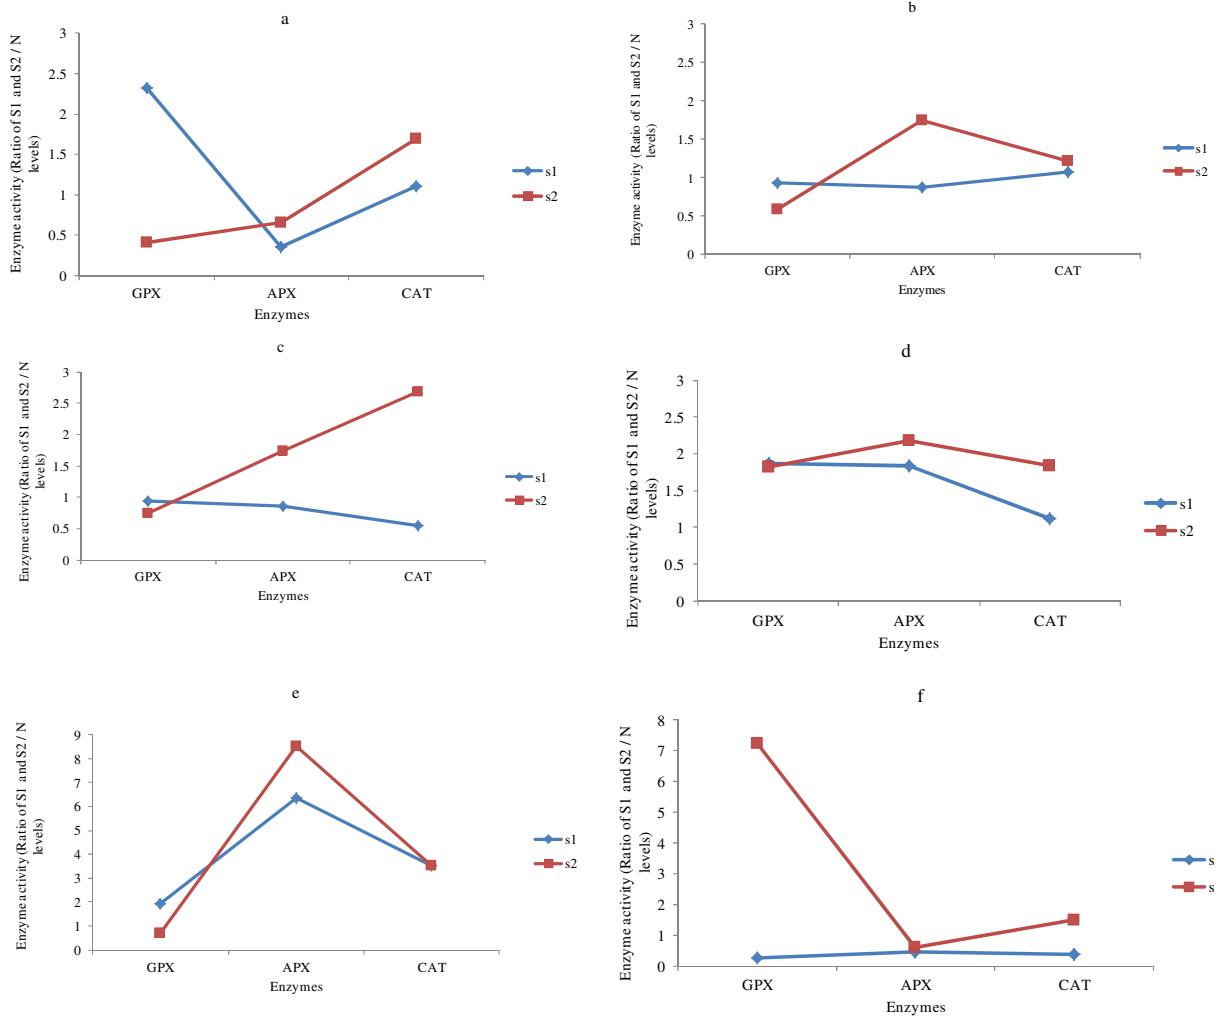 a
Enzyme activity (Ratio of S1 and S2 / N
levels)
3
2.5
2
1.5
1
0.5
0
GPX APX CAT
Enzymes
s1
s2
b
Enzyme activity (Ratio of S1 and S2 / N
levels)
3
2.5
2
1.5
1
0.5
0
GPX APX CAT
Enzymes
s1
s2
c
Enzyme activity (Ratio of S1 and S2 / N
levels)
3
2.5
2
1.5
1
0.5
0
GPX APX CAT
Enzymes
s1
s2
d
Enzyme activity (Ratio of S1 and S2 / N
levels)
3
2.5
2
1.5
1
0.5
0
GPX APX CAT
Enzymes
s1
s2
e
Enzyme activity (Ratio of S1 and S2 / N
levels)
9
8
7
6
5
4
3
2
1
0
GPX APX CAT
Enzymes
s1
s2
f
Enzyme activity (Ratio of S1 and S2 / N
levels)
8
7
6
5
4
3
2
1
0
GPX APX CAT
Enzymes
s
s